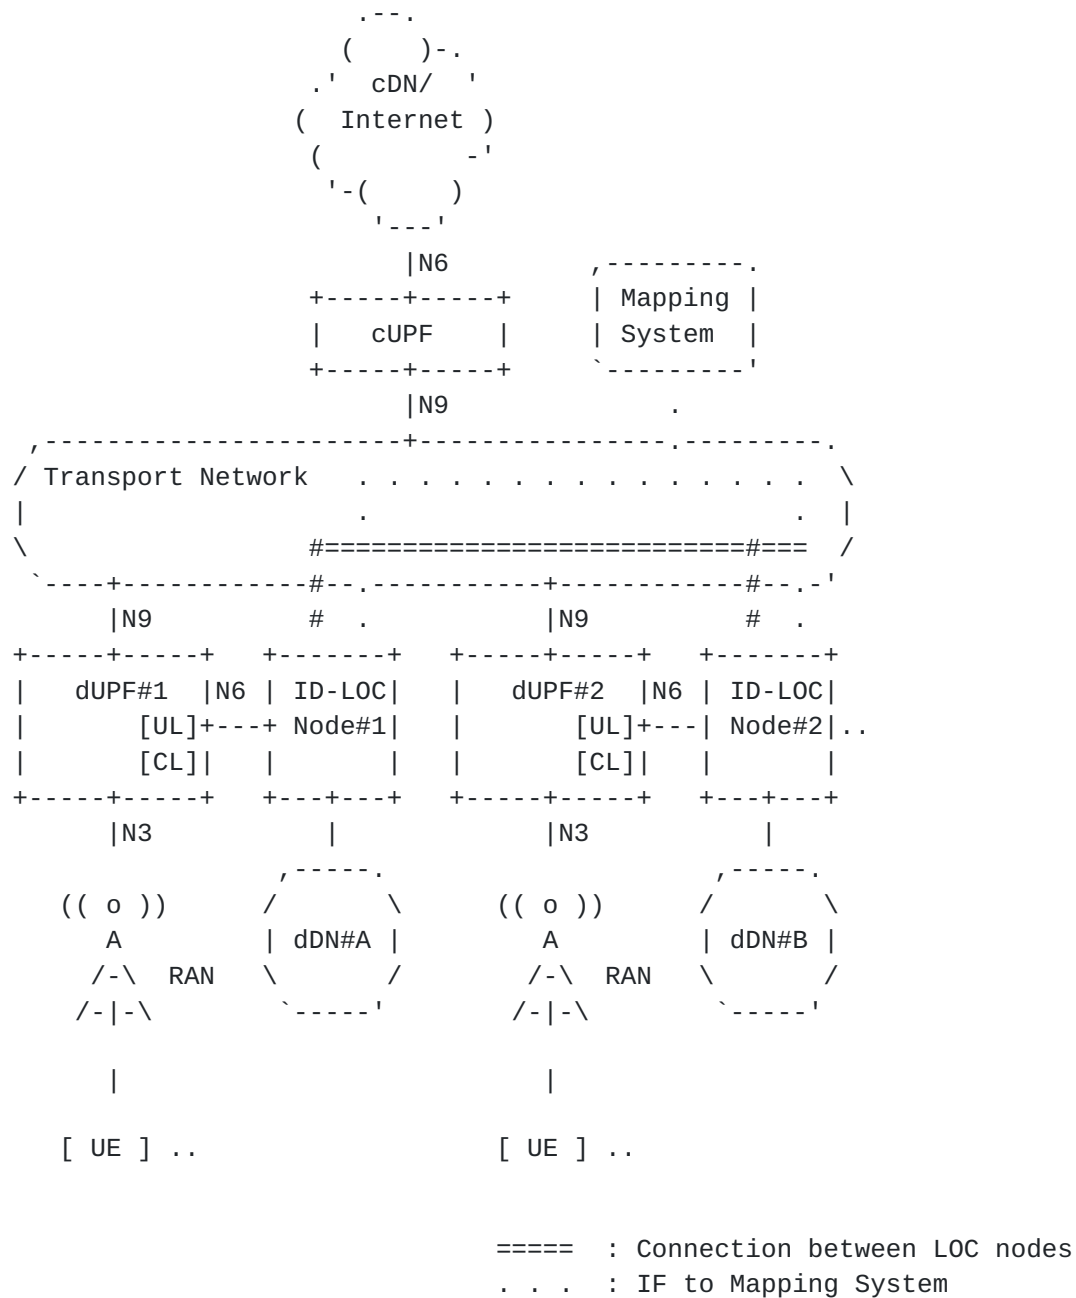 .--.
                     (    )-.
                   .'  cDN/  '
                  (  Internet )
                   (         -'
                    '-(     )
                       '---'
                         |N6         ,---------.
                   +-----+-----+     | Mapping |
                   |   cUPF    |     | System  |
                   +-----+-----+     `---------'
                         |N9              .
 ,-----------------------+----------------.---------.
/ Transport Network   . . . . . . . . . . . . . . .  \
|                     .                           .  |
\                  #===========================#===  /
 `----+------------#--.-----------+------------#--.-'
      |N9          #  .           |N9          #  .
+-----+-----+   +-------+   +-----+-----+   +-------+
|   dUPF#1  |N6 | ID-LOC|   |   dUPF#2  |N6 | ID-LOC|
|       [UL]+---+ Node#1|   |       [UL]+---| Node#2|..
|       [CL]|   |       |   |       [CL]|   |       |
+-----+-----+   +---+---+   +-----+-----+   +---+---+
      |N3           |             |N3           |
                 ,-----.                     ,-----.
   (( o ))      /       \      (( o ))      /       \
      A         | dDN#A |         A         | dDN#B |
     /-\  RAN   \       /        /-\  RAN   \       /
    /-|-\        `-----'        /-|-\        `-----'
      |                           |
   [ UE ] ..                   [ UE ] ..
                               =====  : Connection between LOC nodes
                               . . .  : IF to Mapping System